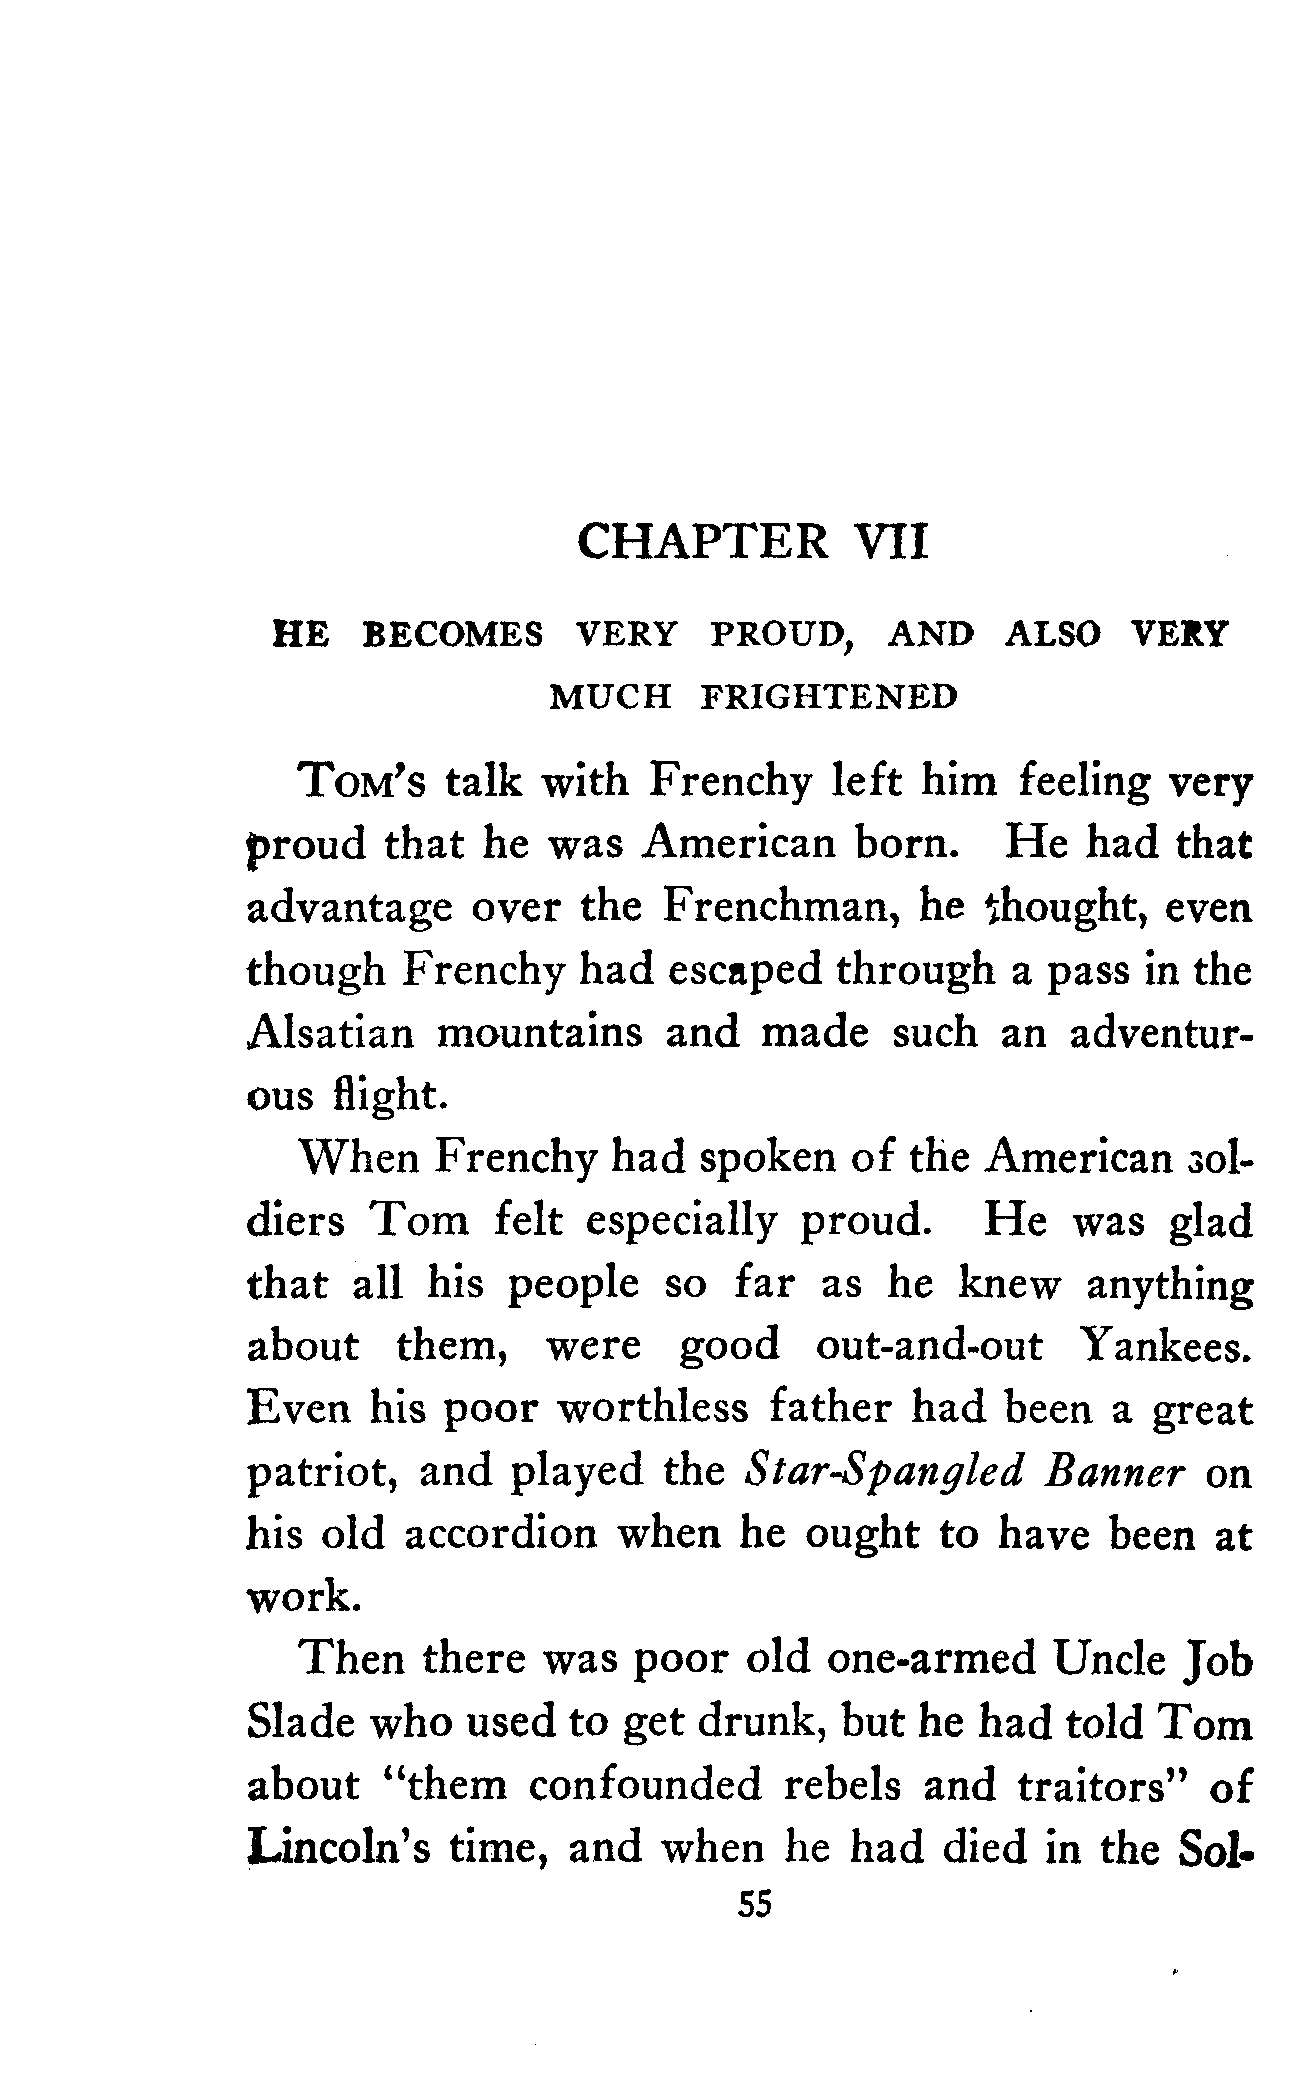 CHAPTER VII
HE BECOMES VERY PROUD, AND ALSO VERY
MUCH FRIGHTENED
TOM'S talk with Frenchy left him feeling very
proud that he was American born. He had that
advantage over the Frenchman, he thought, even
though Frenchy had escaped through a pass in the
Alsatian mountains and made such an adventur-
ous flight.
When Frenchy had spoken of the American sol-
diers Tom felt especially proud. He was glad
that all his people so far as he knew anything
about them, were good out-and-out Yankees.
Even his poor worthless father had been a great
patriot, and played the Star-Spangled Banner on
his old accordion when he ought to have been at
work.
Then there was poor old one-armed Uncle Job
Slade who used to get drunk, but he had told Tom
about "them confounded rebels and traitors" of
Lincoln's time, and when he had died in the Sol-
55